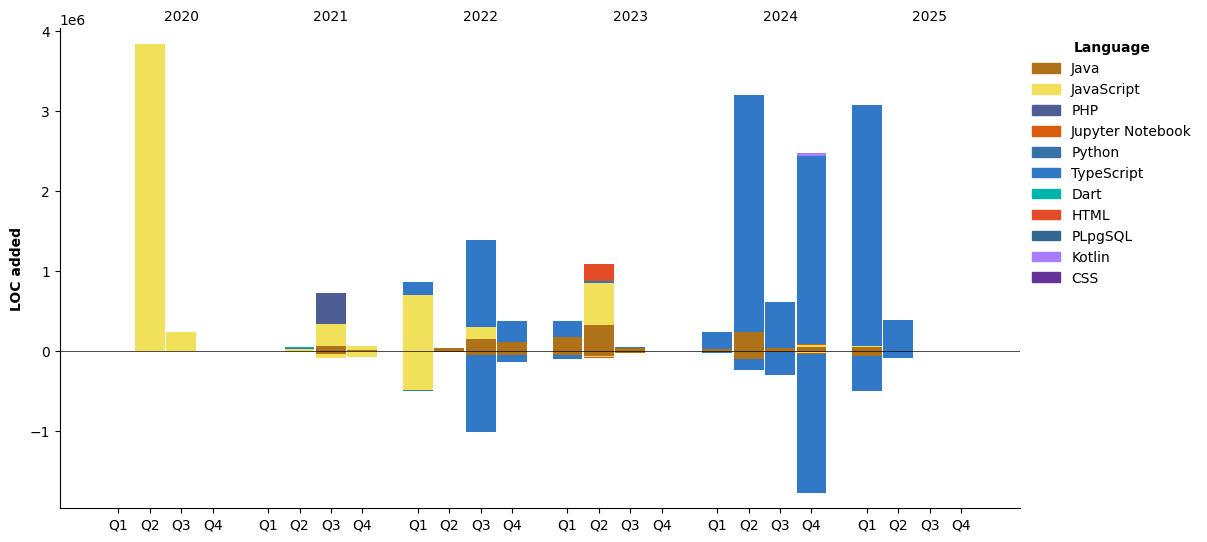 1e6
2020 2021 2022 2023 2024 2025
4
3
2
1
0
−1
LOC added
Q1 Q2 Q3 Q4 Q1 Q2 Q3 Q4 Q1 Q2 Q3 Q4 Q1 Q2 Q3 Q4 Q1 Q2 Q3 Q4 Q1 Q2 Q3 Q4
Language
Java
JavaScript
PHP
Jupyter Notebook
Python
TypeScript
Dart
HTML
PLpgSQL
Kotlin
CSS